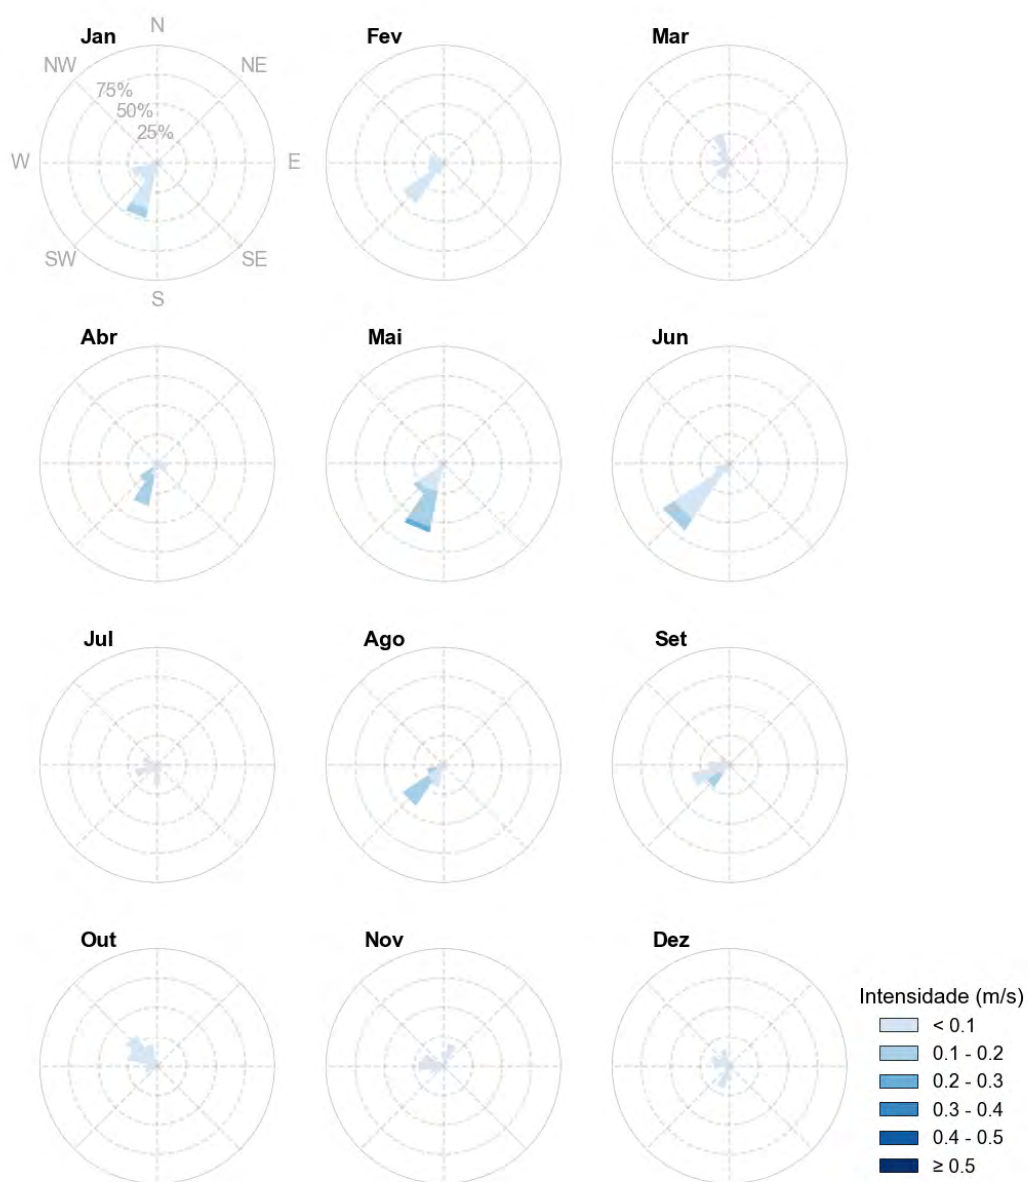 Jan
N
Fev
Mar
NW
NE
75%
50%
25%
W
E
SW
SE
S
Abr
Mai
Jun
Jul
Ago
Set
Out
Nov
Dez
Intensidade (m/s)
< 0.1
0.1 - 0.2
0.2 - 0.3
0.3 - 0.4
0.4 - 0.5
≥ 0.5